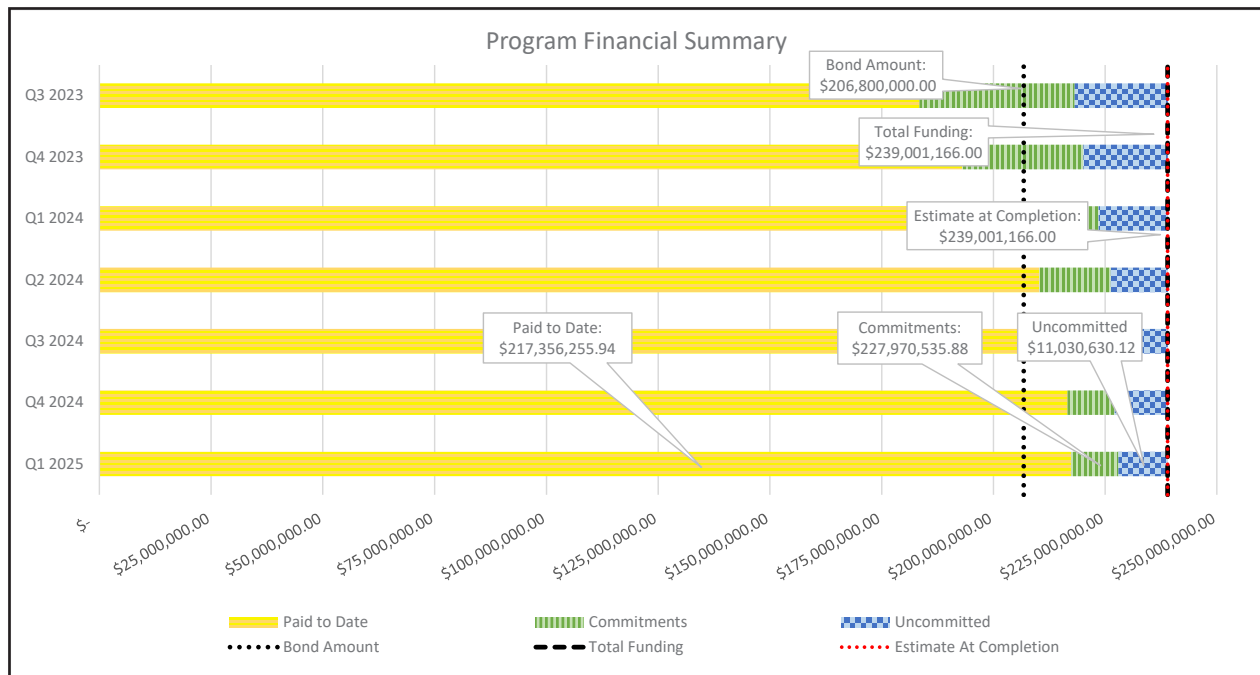 Program Financial Summary
Bond Amount:
$206,800,000.00
Q3 2023
Total Funding:
$239,001,166.00
Q4 2023
Estimate at Completion:
$239,001,166.00
Q1 2024
Q2 2024
Paid to Date:
$217,356,255.94
Commitments:
$227,970,535.88
Uncommitted
$11,030,630.12
Q3 2024
Q4 2024
Q1 2025
$-
$25,000,000.00
$50,000,000.00
$75,000,000.00
$100,000,000.00
$125,000,000.00
$150,000,000.00
$175,000,000.00
$200,000,000.00
$225,000,000.00
$250,000,000.00
Paid to Date
Commitments
Uncommitted
Bond Amount
Total Funding
Estimate At Completion